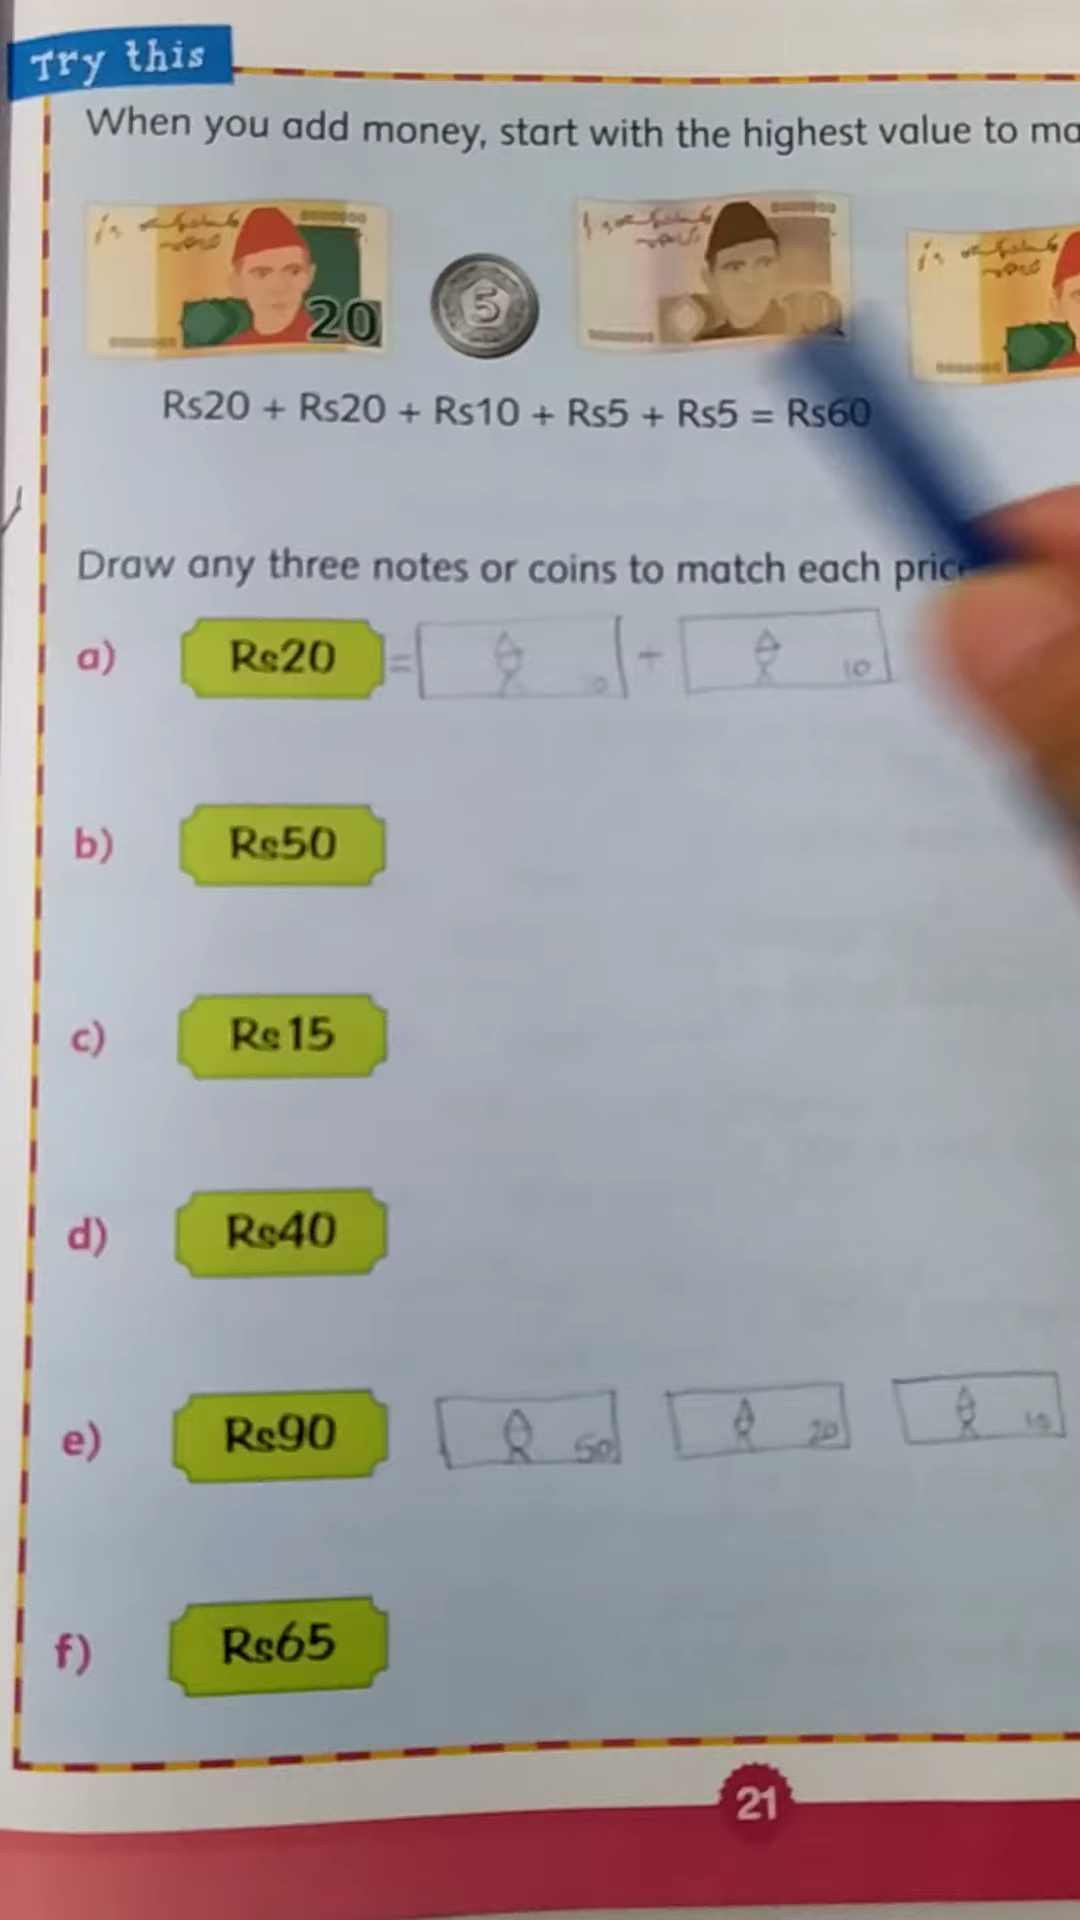 Try this
When you add money, start with the highest value to
20 5 10
Rs20 + Rs20 + Rs10 + Rs5 + Rs5 = Rs60
Draw any three notes or coins to match each
a) Rs20 = + 10
b) Rs50
c) Rs15
d) Rs40
e) Rs90 50 20 10
f) Rs65
21